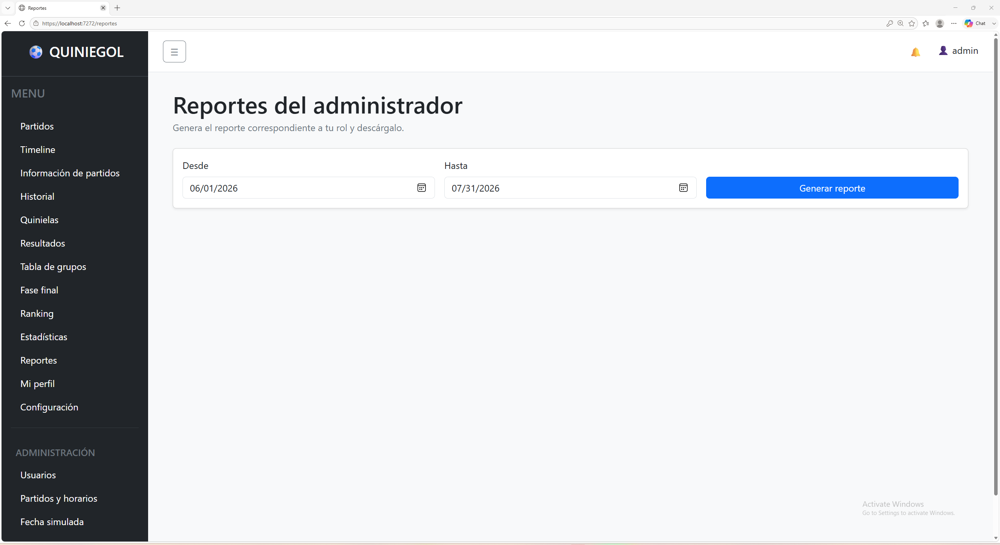 Reportes
https://localhost:7272/reportes
Chat
QUINIEGOL
admin
MENU
Partidos
Timeline
Información de partidos
Historial
Quinielas
Resultados
Tabla de grupos
Fase final
Ranking
Estadísticas
Reportes
Mi perfil
Configuración
ADMINISTRACIÓN
Usuarios
Partidos y horarios
Fecha simulada
Reportes del administrador
Genera el reporte correspondiente a tu rol y descárgalo.
Desde
Hasta
06/01/2026
07/31/2026
Generar reporte
Activate Windows
Go to Settings to activate Windows.